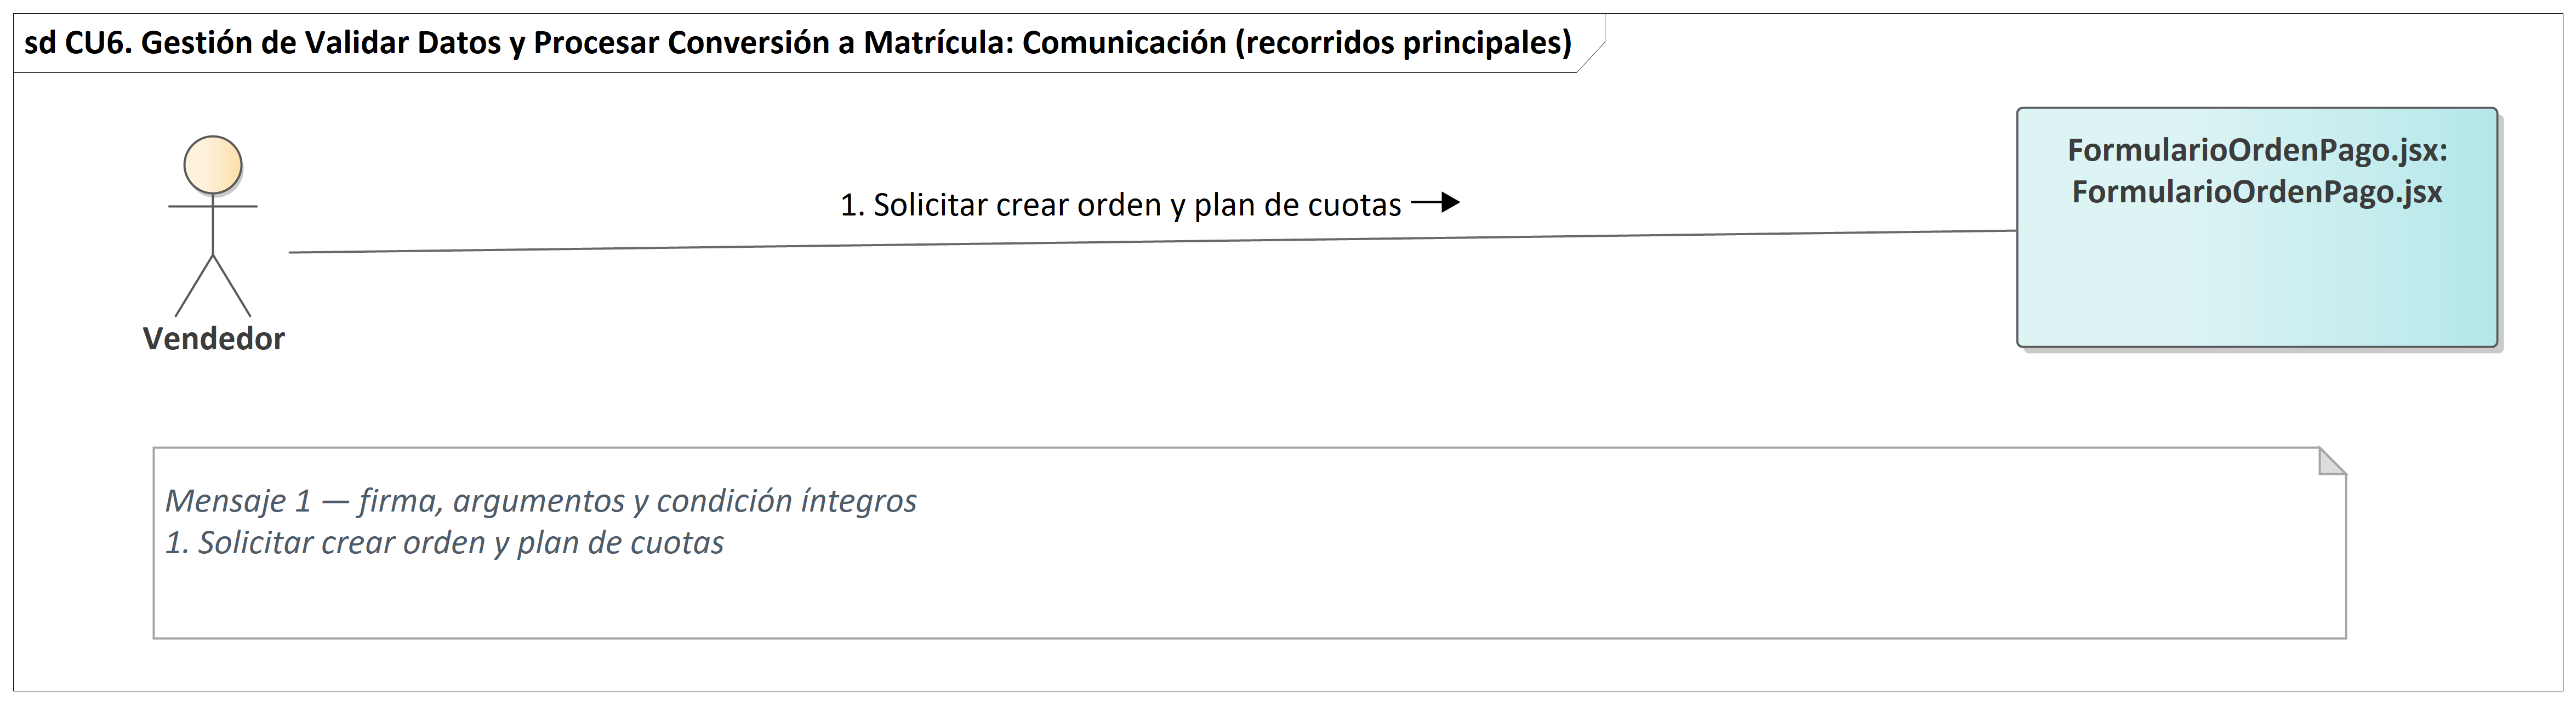 sd CU6. Gestión de Validar Datos y Procesar Conversión a Matrícula: Comunicación (recorridos principales)
FormularioOrdenPago.jsx:
FormularioOrdenPago.jsx
1. Solicitar crear orden y plan de cuotas
Vendedor
Mensaje 1 — firma, argumentos y condición íntegros
1. Solicitar crear orden y plan de cuotas